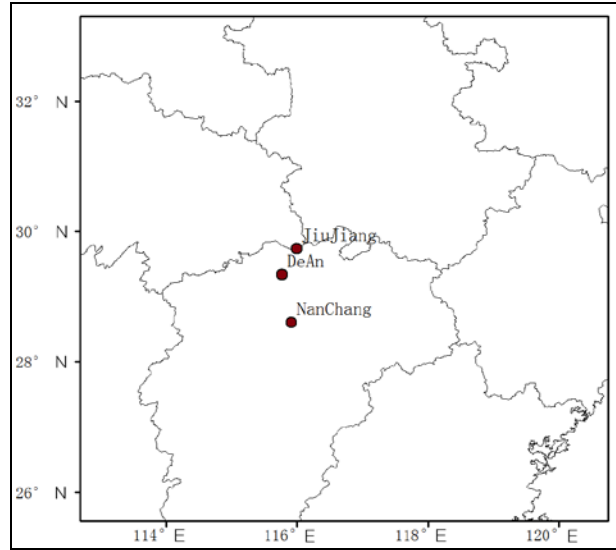 32° N
30° N
JiuJiang
DeAn
NanChang
28° N
26° N
114° E
116° E
118° E
120° E